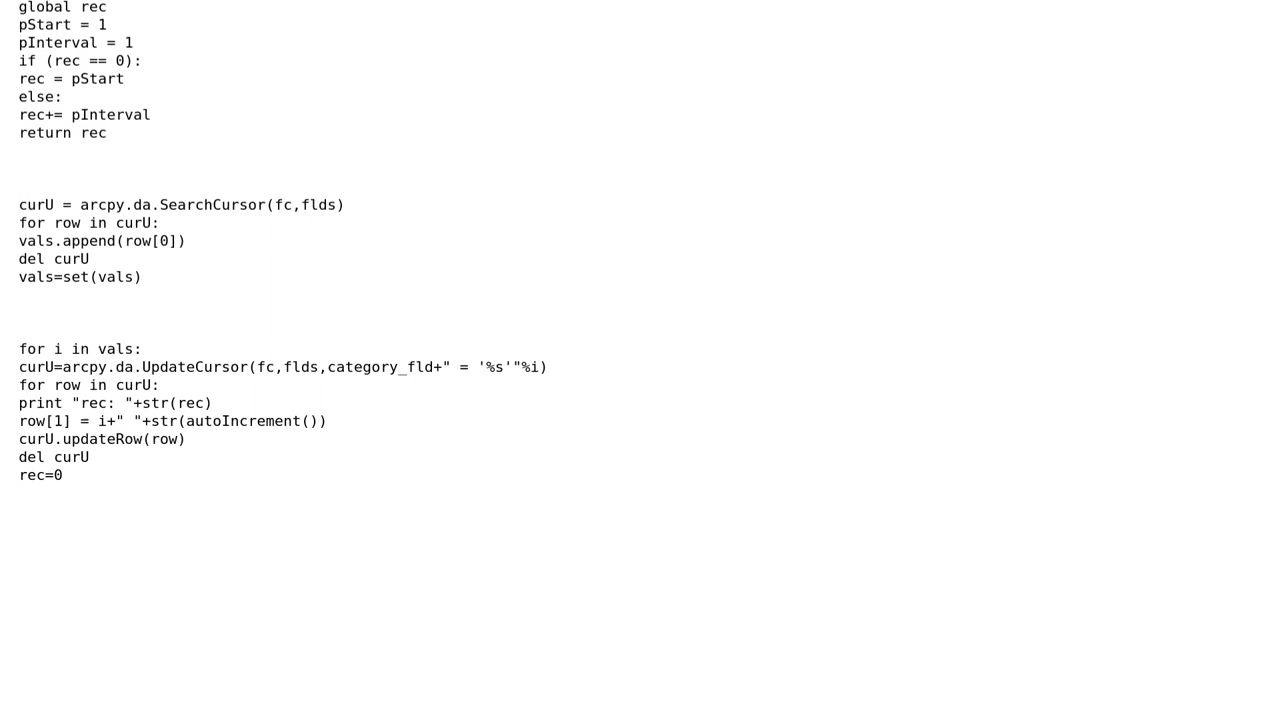 global rec
pStart = 1
pInterval = 1
if (rec == 0):
rec = pStart
else:
rec+= pInterval
return rec
curU = arcpy.da.SearchCursor(fc,flds)
for row in curU:
vals.append(row[0])
del curU
vals=set(vals)
for i in vals:
curU=arcpy.da.UpdateCursor(fc,flds,category_fld+" = '%s'"%i)
for row in curU:
print "rec: "+str(rec)
row[1] = i+" "+str(autoIncrement())
curU.updateRow(row)
del curU
rec=0